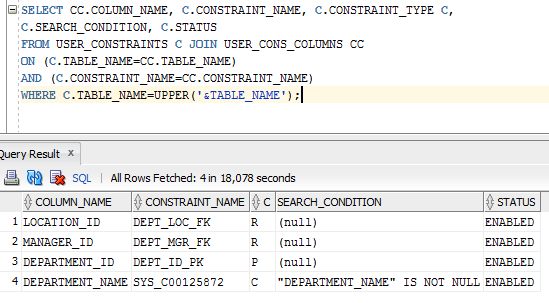 SELECT CC.COLUMN_NAME, C.CONSTRAINT_NAME, C.CONSTRAINT_TYPE C,
C.SEARCH_CONDITION, C.STATUS
FROM USER_CONSTRAINTS C JOIN USER_CONS_COLUMNS CC
ON (C.TABLE_NAME=CC.TABLE_NAME)
AND (C.CONSTRAINT_NAME=CC.CONSTRAINT_NAME)
WHERE C.TABLE_NAME=UPPER('&TABLE_NAME');
Query Result x
SQL | All Rows Fetched: 4 in 18,078 seconds
COLUMN_NAME CONSTRAINT_NAME C SEARCH_CONDITION STATUS
1 LOCATION_ID DEPT_LOC_FK R (null) ENABLED
2 MANAGER_ID DEPT_MGR_FK R (null) ENABLED
3 DEPARTMENT_ID DEPT_ID_PK P (null) ENABLED
4 DEPARTMENT_NAME SYS_C00125872 C "DEPARTMENT_NAME" IS NOT NULL ENABLED